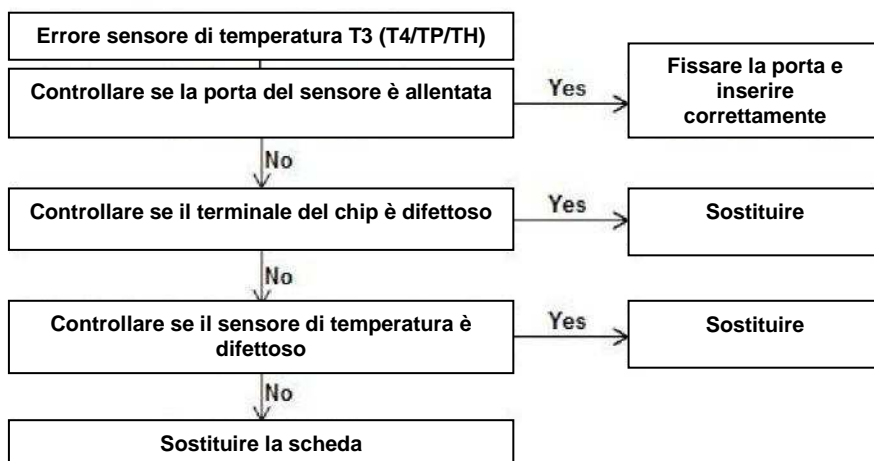 Errore sensore di temperatura T3 (T4/TP/TH)
Controllare se la porta del sensore è allentata
Yes
Fissare la porta e
inserire
correttamente
No
Controllare se il terminale del chip è difettoso
Yes
Sostituire
No
Controllare se il sensore di temperatura è
difettoso
Yes
Sostituire
No
Sostituire la scheda